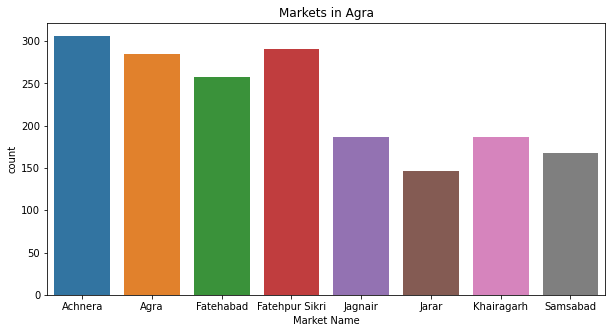 Markets in Agra
count
300
250
200
150
100
50
0
Achnera Agra Fatehabad Fatehpur Sikri Jagnair Jarar Khairagarh Samsabad
Market Name